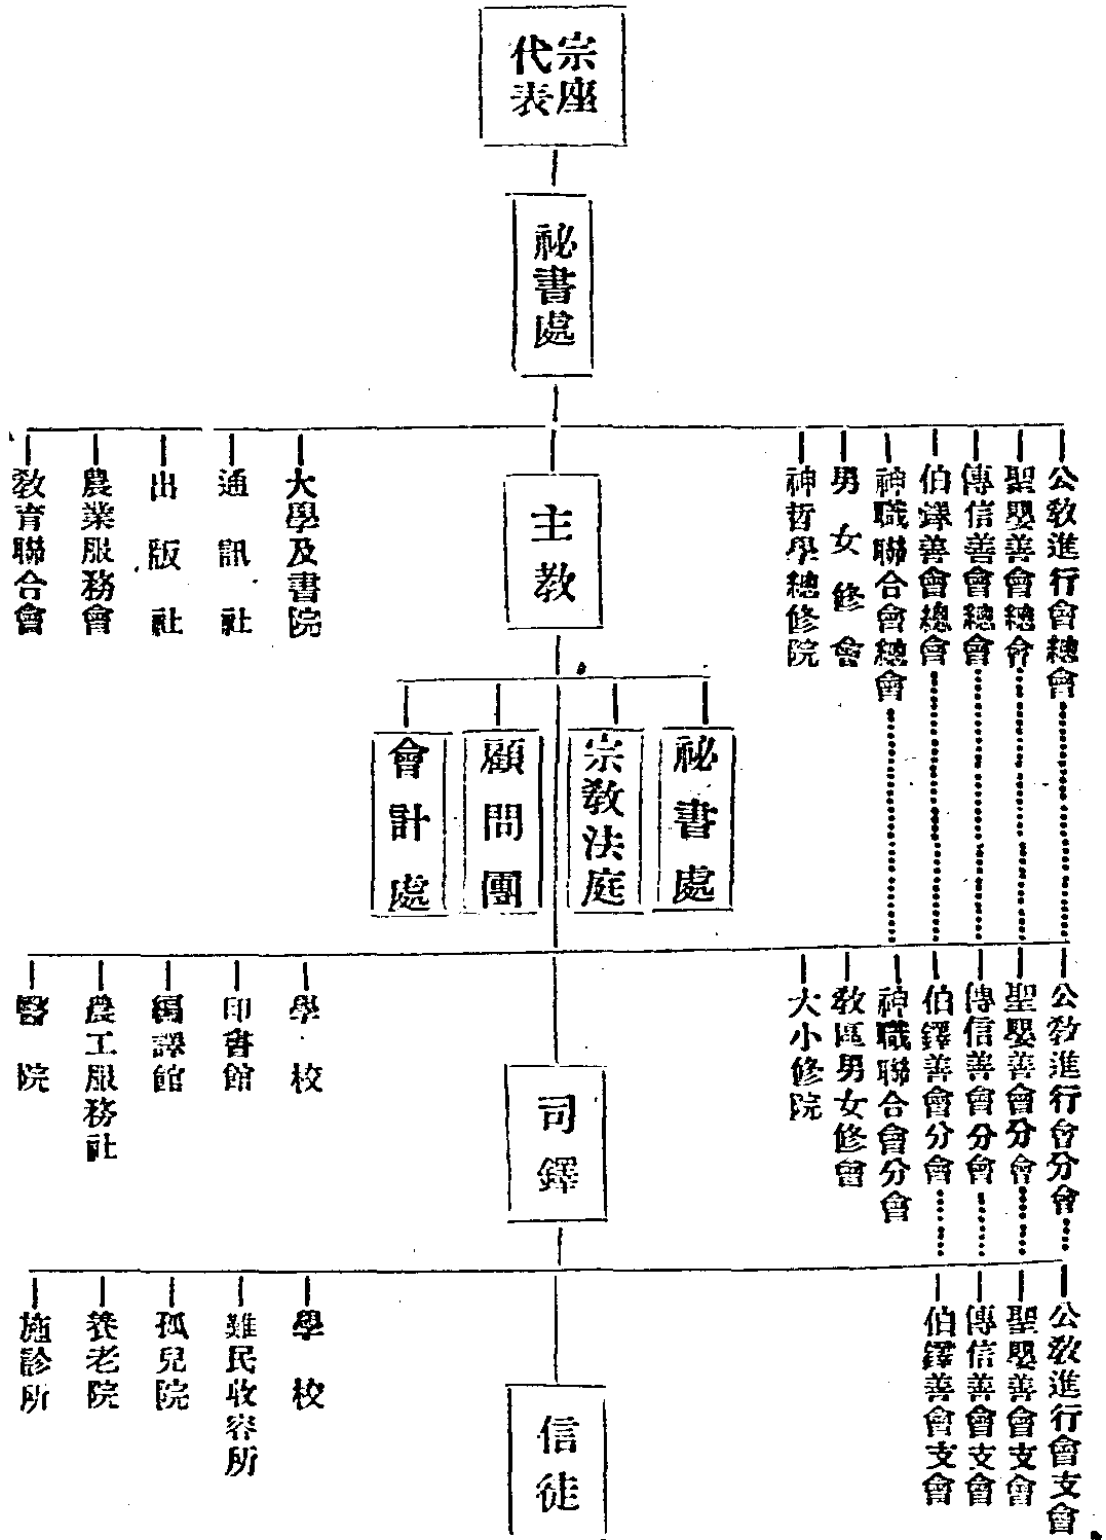 宗座
代表
祕書處
公教進行會總會
聖嬰善會總會
傳信善會總會
伯鐸善會總會
神職聯合會總會
男女修會
神哲學總修院
主教
大學及書院
通訊社
出版社
農業服務會
教育聯合會
祕書處
宗教法庭
顧問團
會計處
公教進行會分會
聖嬰善會分會
傳信善會分會
伯鐸善會分會
神職聯合會分會
教區男女修會
大小修院
司鐸
學校
印書館
編譯館
農工服務社
醫院
公教進行會支會
聖嬰善會支會
傳信善會支會
伯鐸善會支會
信徒
學校
難民收容所
孤兒院
養老院
施診所